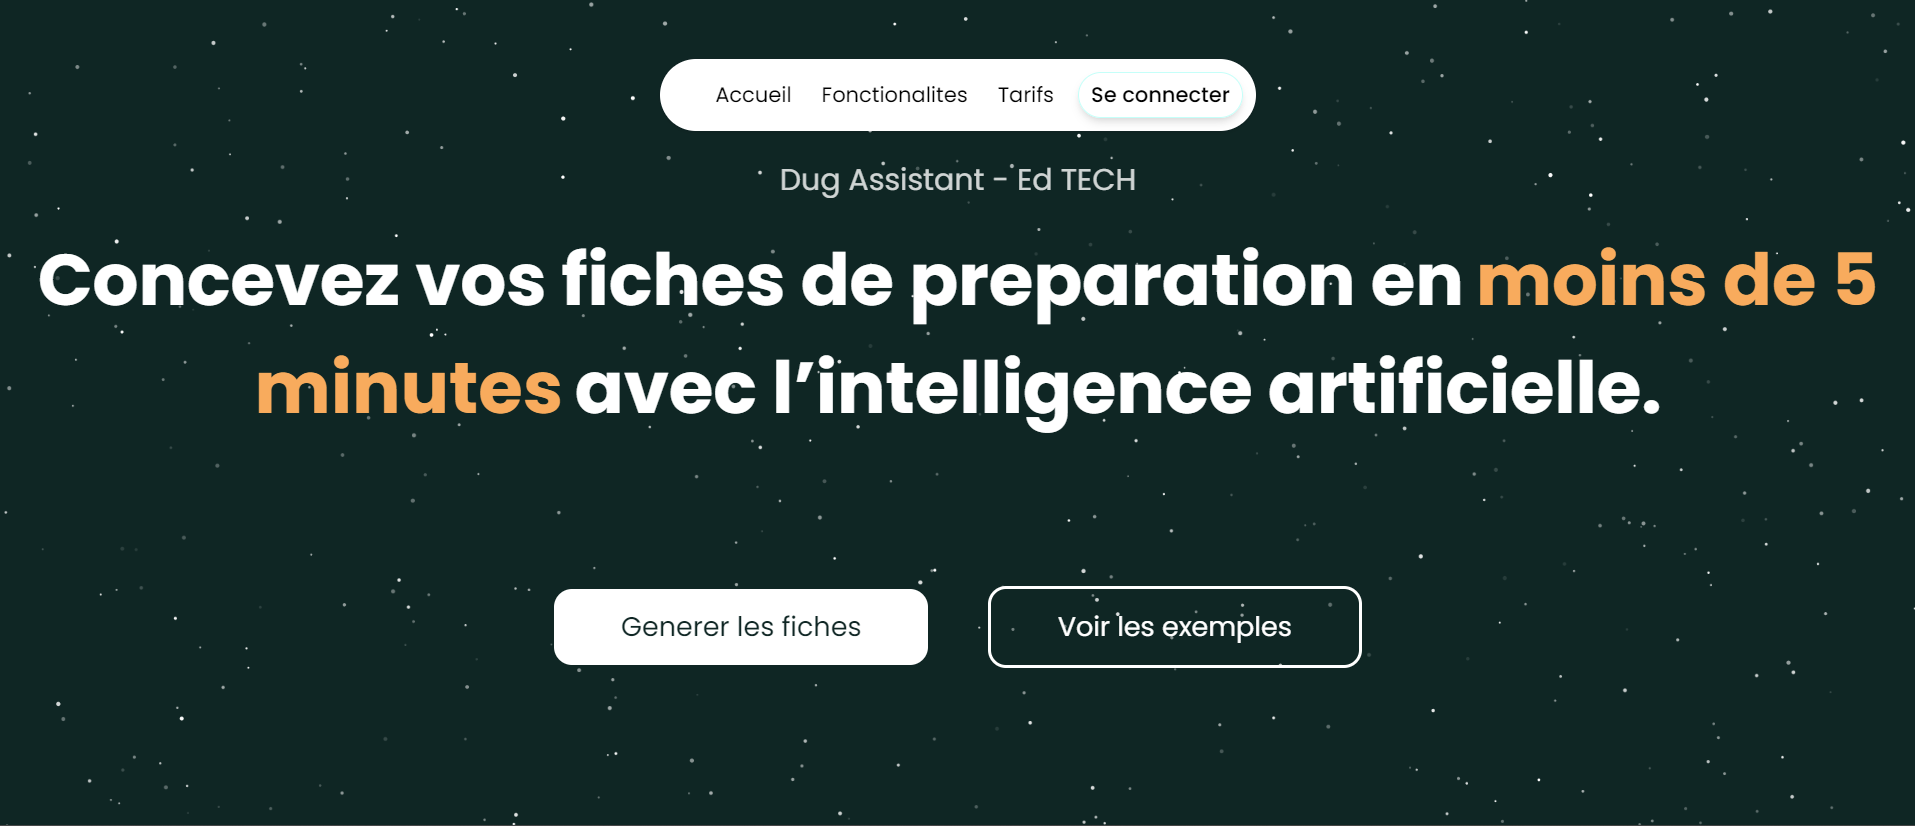 Accueil Fonctionalites Tarifs Se connecter
Dug Assistant - Ed TECH
Concevez vos fiches de preparation en moins de 5
minutes avec l’intelligence artificielle.
Generer les fiches Voir les exemples